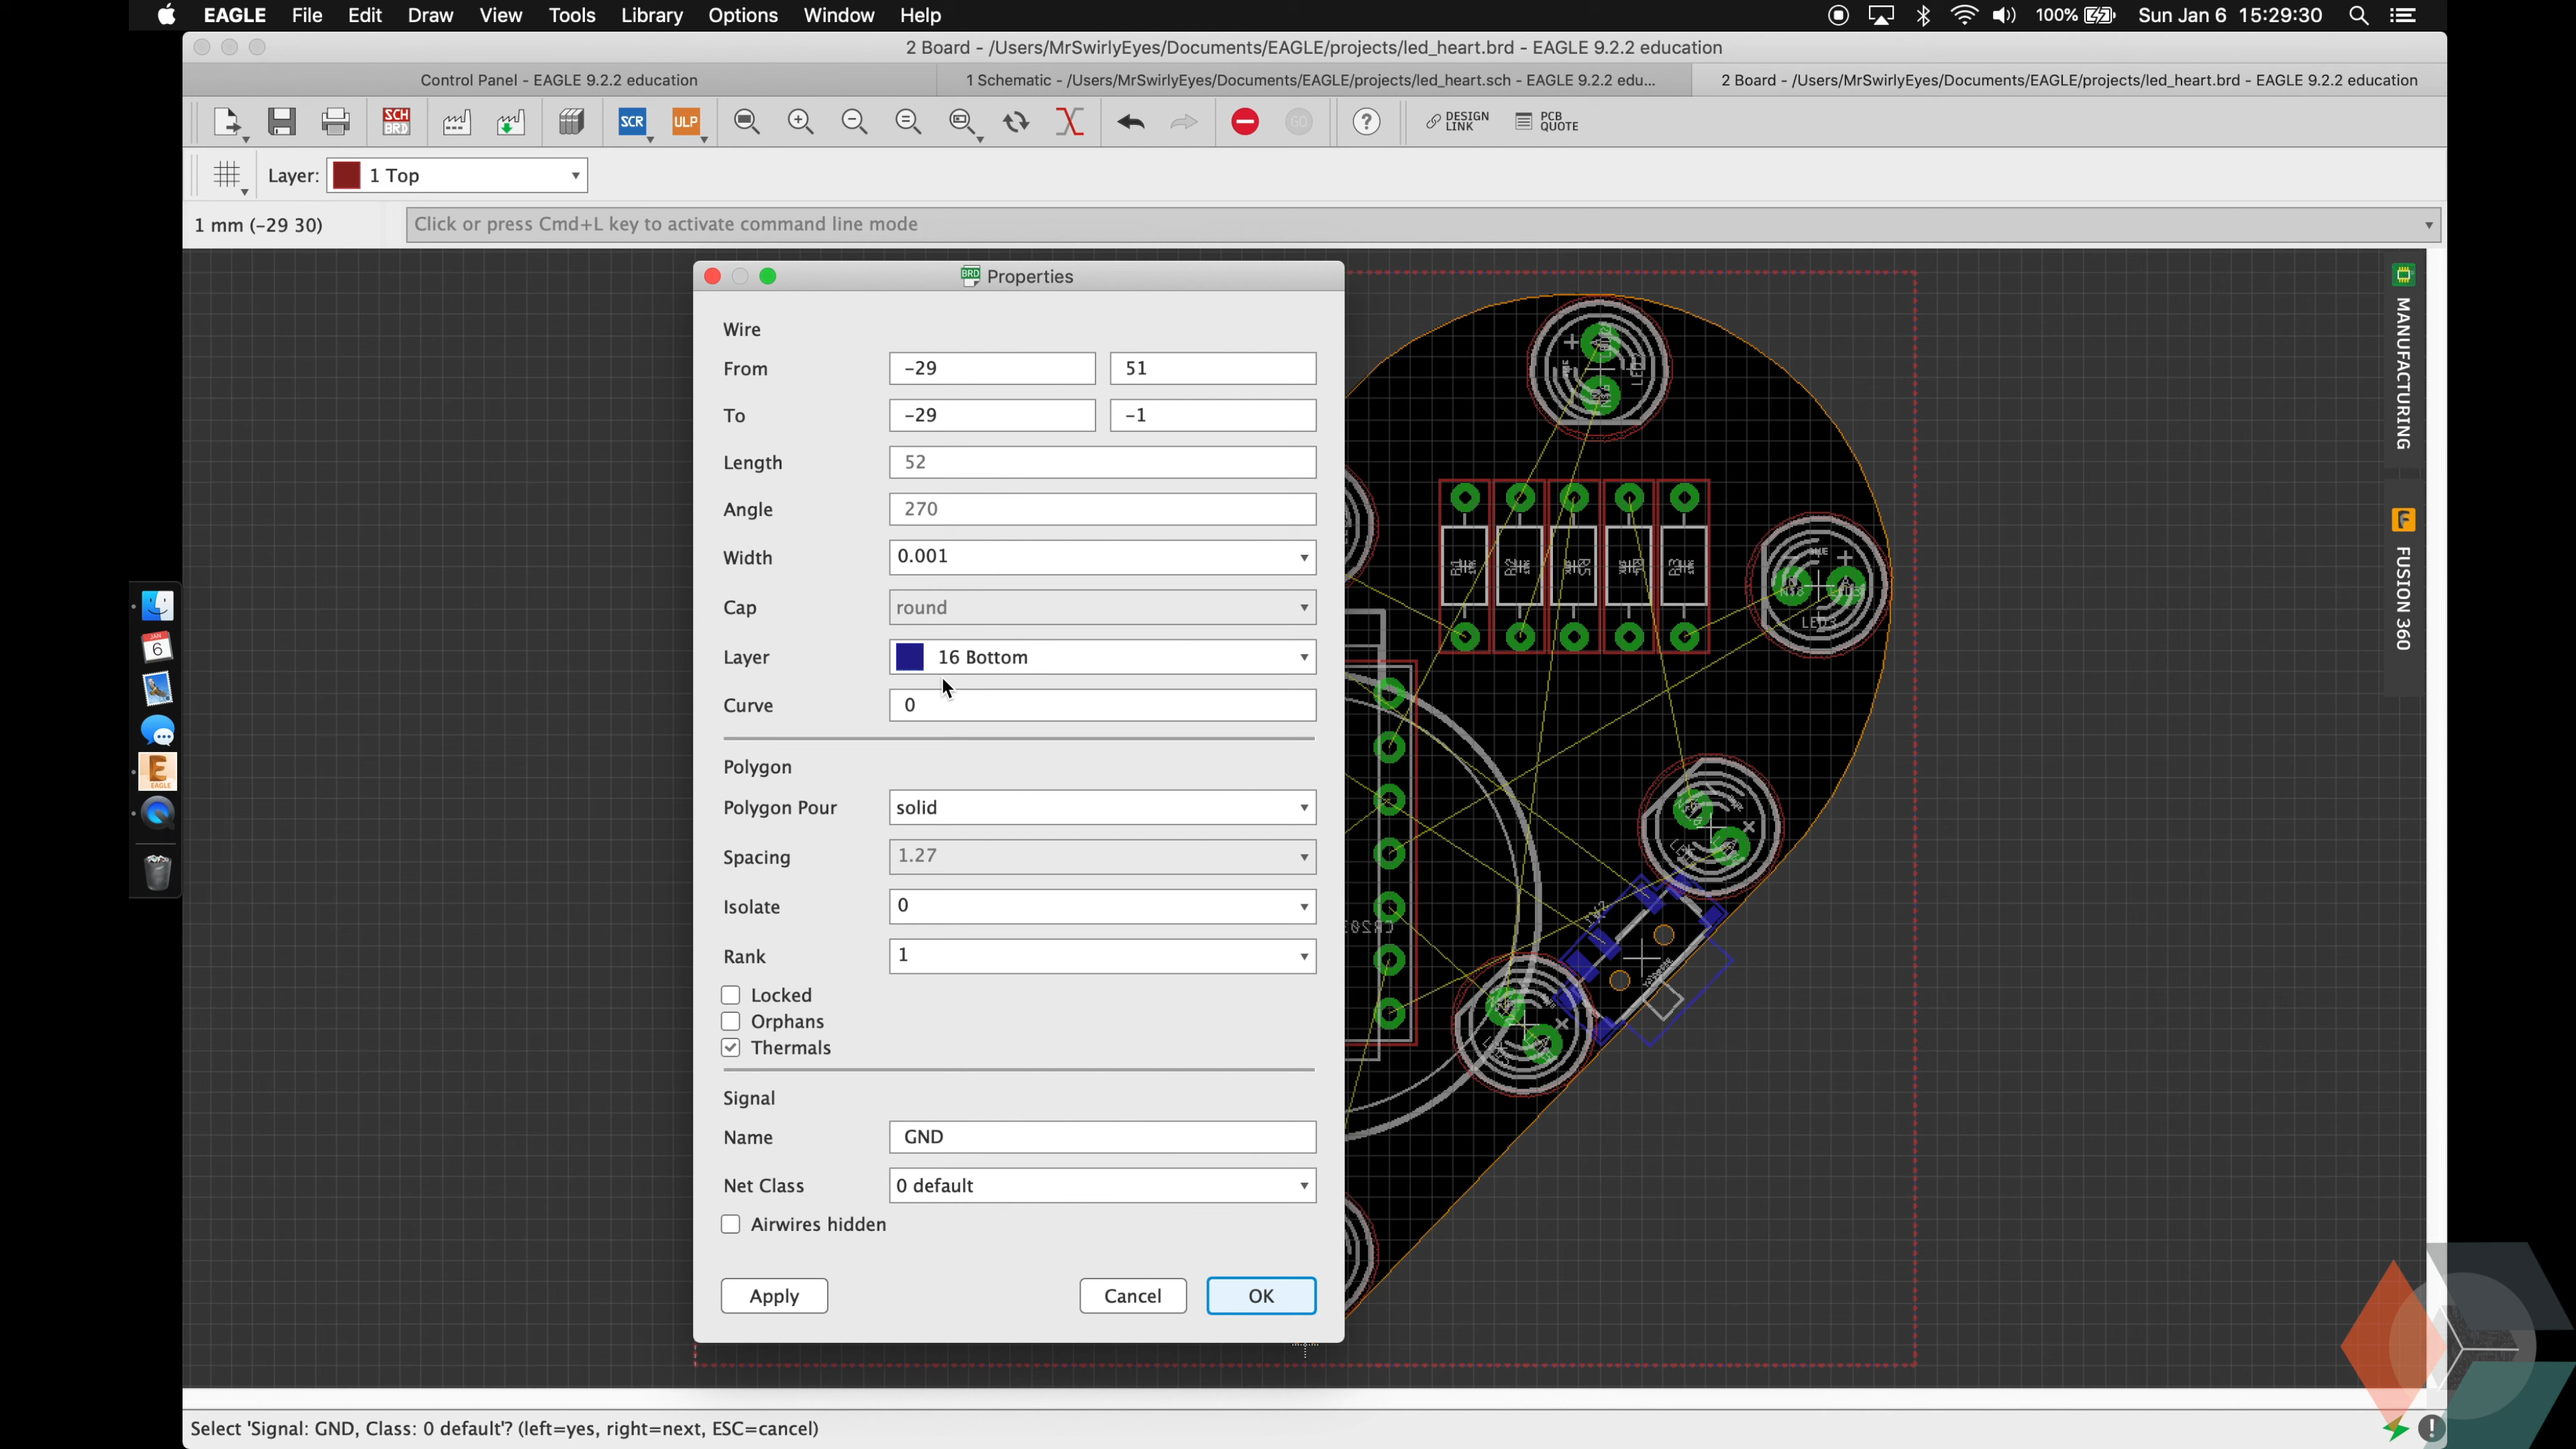 EAGLE File Edit Draw View Tools Library Options Window Help 100% Sun Jan 6 15:29:30
2 Board - /Users/MrSwirlyEyes/Documents/EAGLE/projects/led_heart.brd - EAGLE 9.2.2 education
Control Panel - EAGLE 9.2.2 education
1 Schematic - /Users/MrSwirlyEyes/Documents/EAGLE/projects/led_heart.sch - EAGLE 9.2.2 edu...
2 Board - /Users/MrSwirlyEyes/Documents/EAGLE/projects/led_heart.brd - EAGLE 9.2.2 education
SCH
BRD
SCR
ULP
GO
?
DESIGN
LINK
PCB
QUOTE
Layer: 1 Top
1 mm (-29 30)
Click or press Cmd+L key to activate command line mode
BRD
Properties
Wire
From -29 51
To -29 -1
Length 52
Angle 270
Width 0.001
Cap round
Layer 16 Bottom
Curve 0
Polygon
Polygon Pour solid
Spacing 1.27
Isolate 0
Rank 1
Locked
Orphans
Thermals
Signal
Name GND
Net Class 0 default
Airwires hidden
Apply
Cancel
OK
MANUFACTURING
FUSION 360
LED3
JAN
6
E
EAGLE
Select 'Signal: GND, Class: 0 default'? (left=yes, right=next, ESC=cancel)